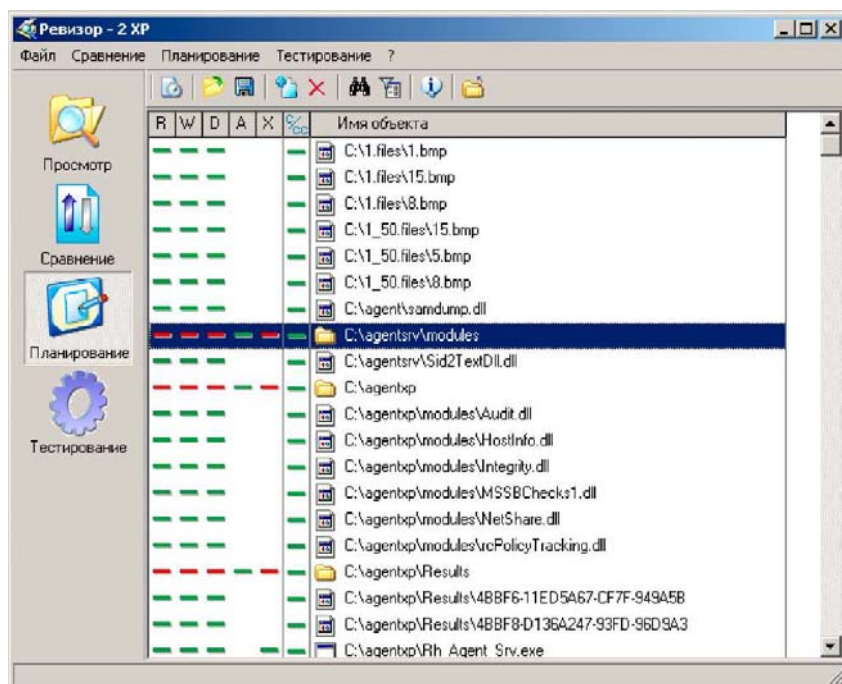 Ревизор - 2 XP
Файл Сравнение Планирование Тестирование ?
R W D A X C/CC Имя объекта
Просмотр
Сравнение
Планирование
Тестирование
C:\1.files\1.bmp
C:\1.files\15.bmp
C:\1.files\8.bmp
C:\1_50.files\15.bmp
C:\1_50.files\5.bmp
C:\1_50.files\8.bmp
C:\agent\samdump.dll
C:\agentsrv\modules
C:\agentsrv\Sid2TextDll.dll
C:\agentxp
C:\agentxp\modules\Audit.dll
C:\agentxp\modules\HostInfo.dll
C:\agentxp\modules\Integrity.dll
C:\agentxp\modules\MSSBChecks1.dll
C:\agentxp\modules\NetShare.dll
C:\agentxp\modules\rcPolicyTracking.dll
C:\agentxp\Results
C:\agentxp\Results\4BBF6-11ED5A67-CF7F-949A5B
C:\agentxp\Results\4BBF8-D136A247-93FD-96D9A3
C:\agentxp\Rh_Agent_Srv.exe